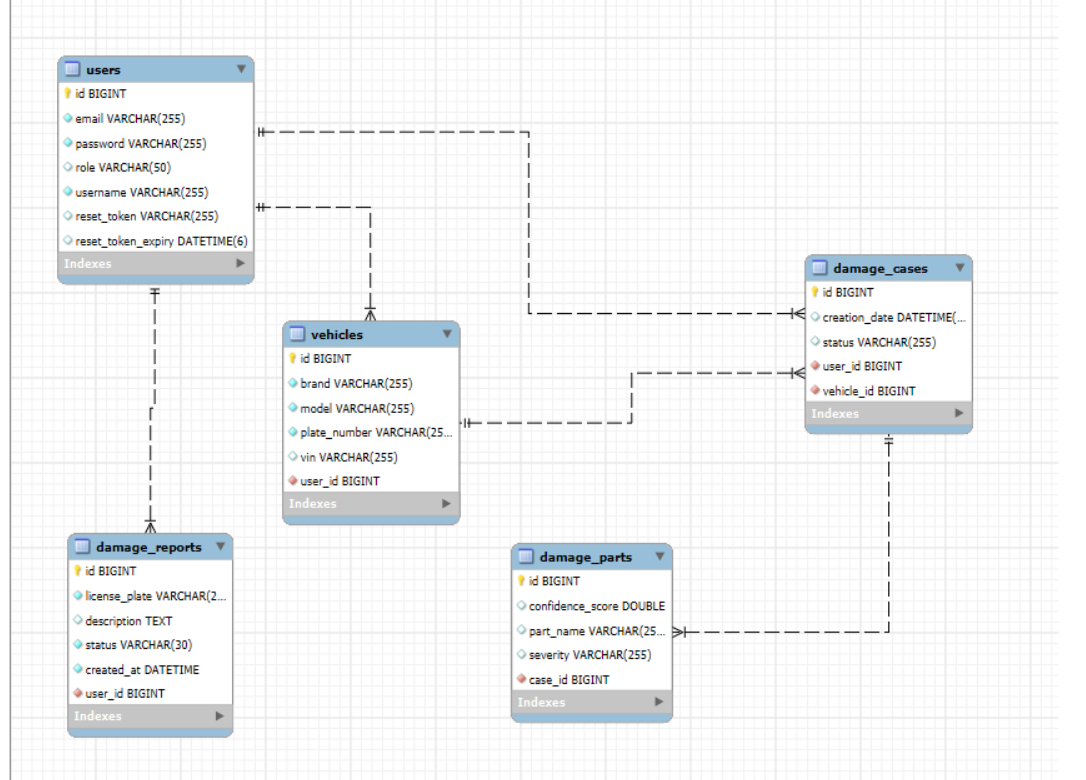 users
id BIGINT
email VARCHAR(255)
password VARCHAR(255)
role VARCHAR(50)
username VARCHAR(255)
reset_token VARCHAR(255)
reset_token_expiry DATETIME(6)
Indexes
vehicles
id BIGINT
brand VARCHAR(255)
model VARCHAR(255)
plate_number VARCHAR(25...
vin VARCHAR(255)
user_id BIGINT
Indexes
damage_cases
id BIGINT
creation_date DATETIME(...
status VARCHAR(255)
user_id BIGINT
vehicle_id BIGINT
Indexes
damage_reports
id BIGINT
license_plate VARCHAR(2...
description TEXT
status VARCHAR(30)
created_at DATETIME
user_id BIGINT
Indexes
damage_parts
id BIGINT
confidence_score DOUBLE
part_name VARCHAR(25...
severity VARCHAR(255)
case_id BIGINT
Indexes